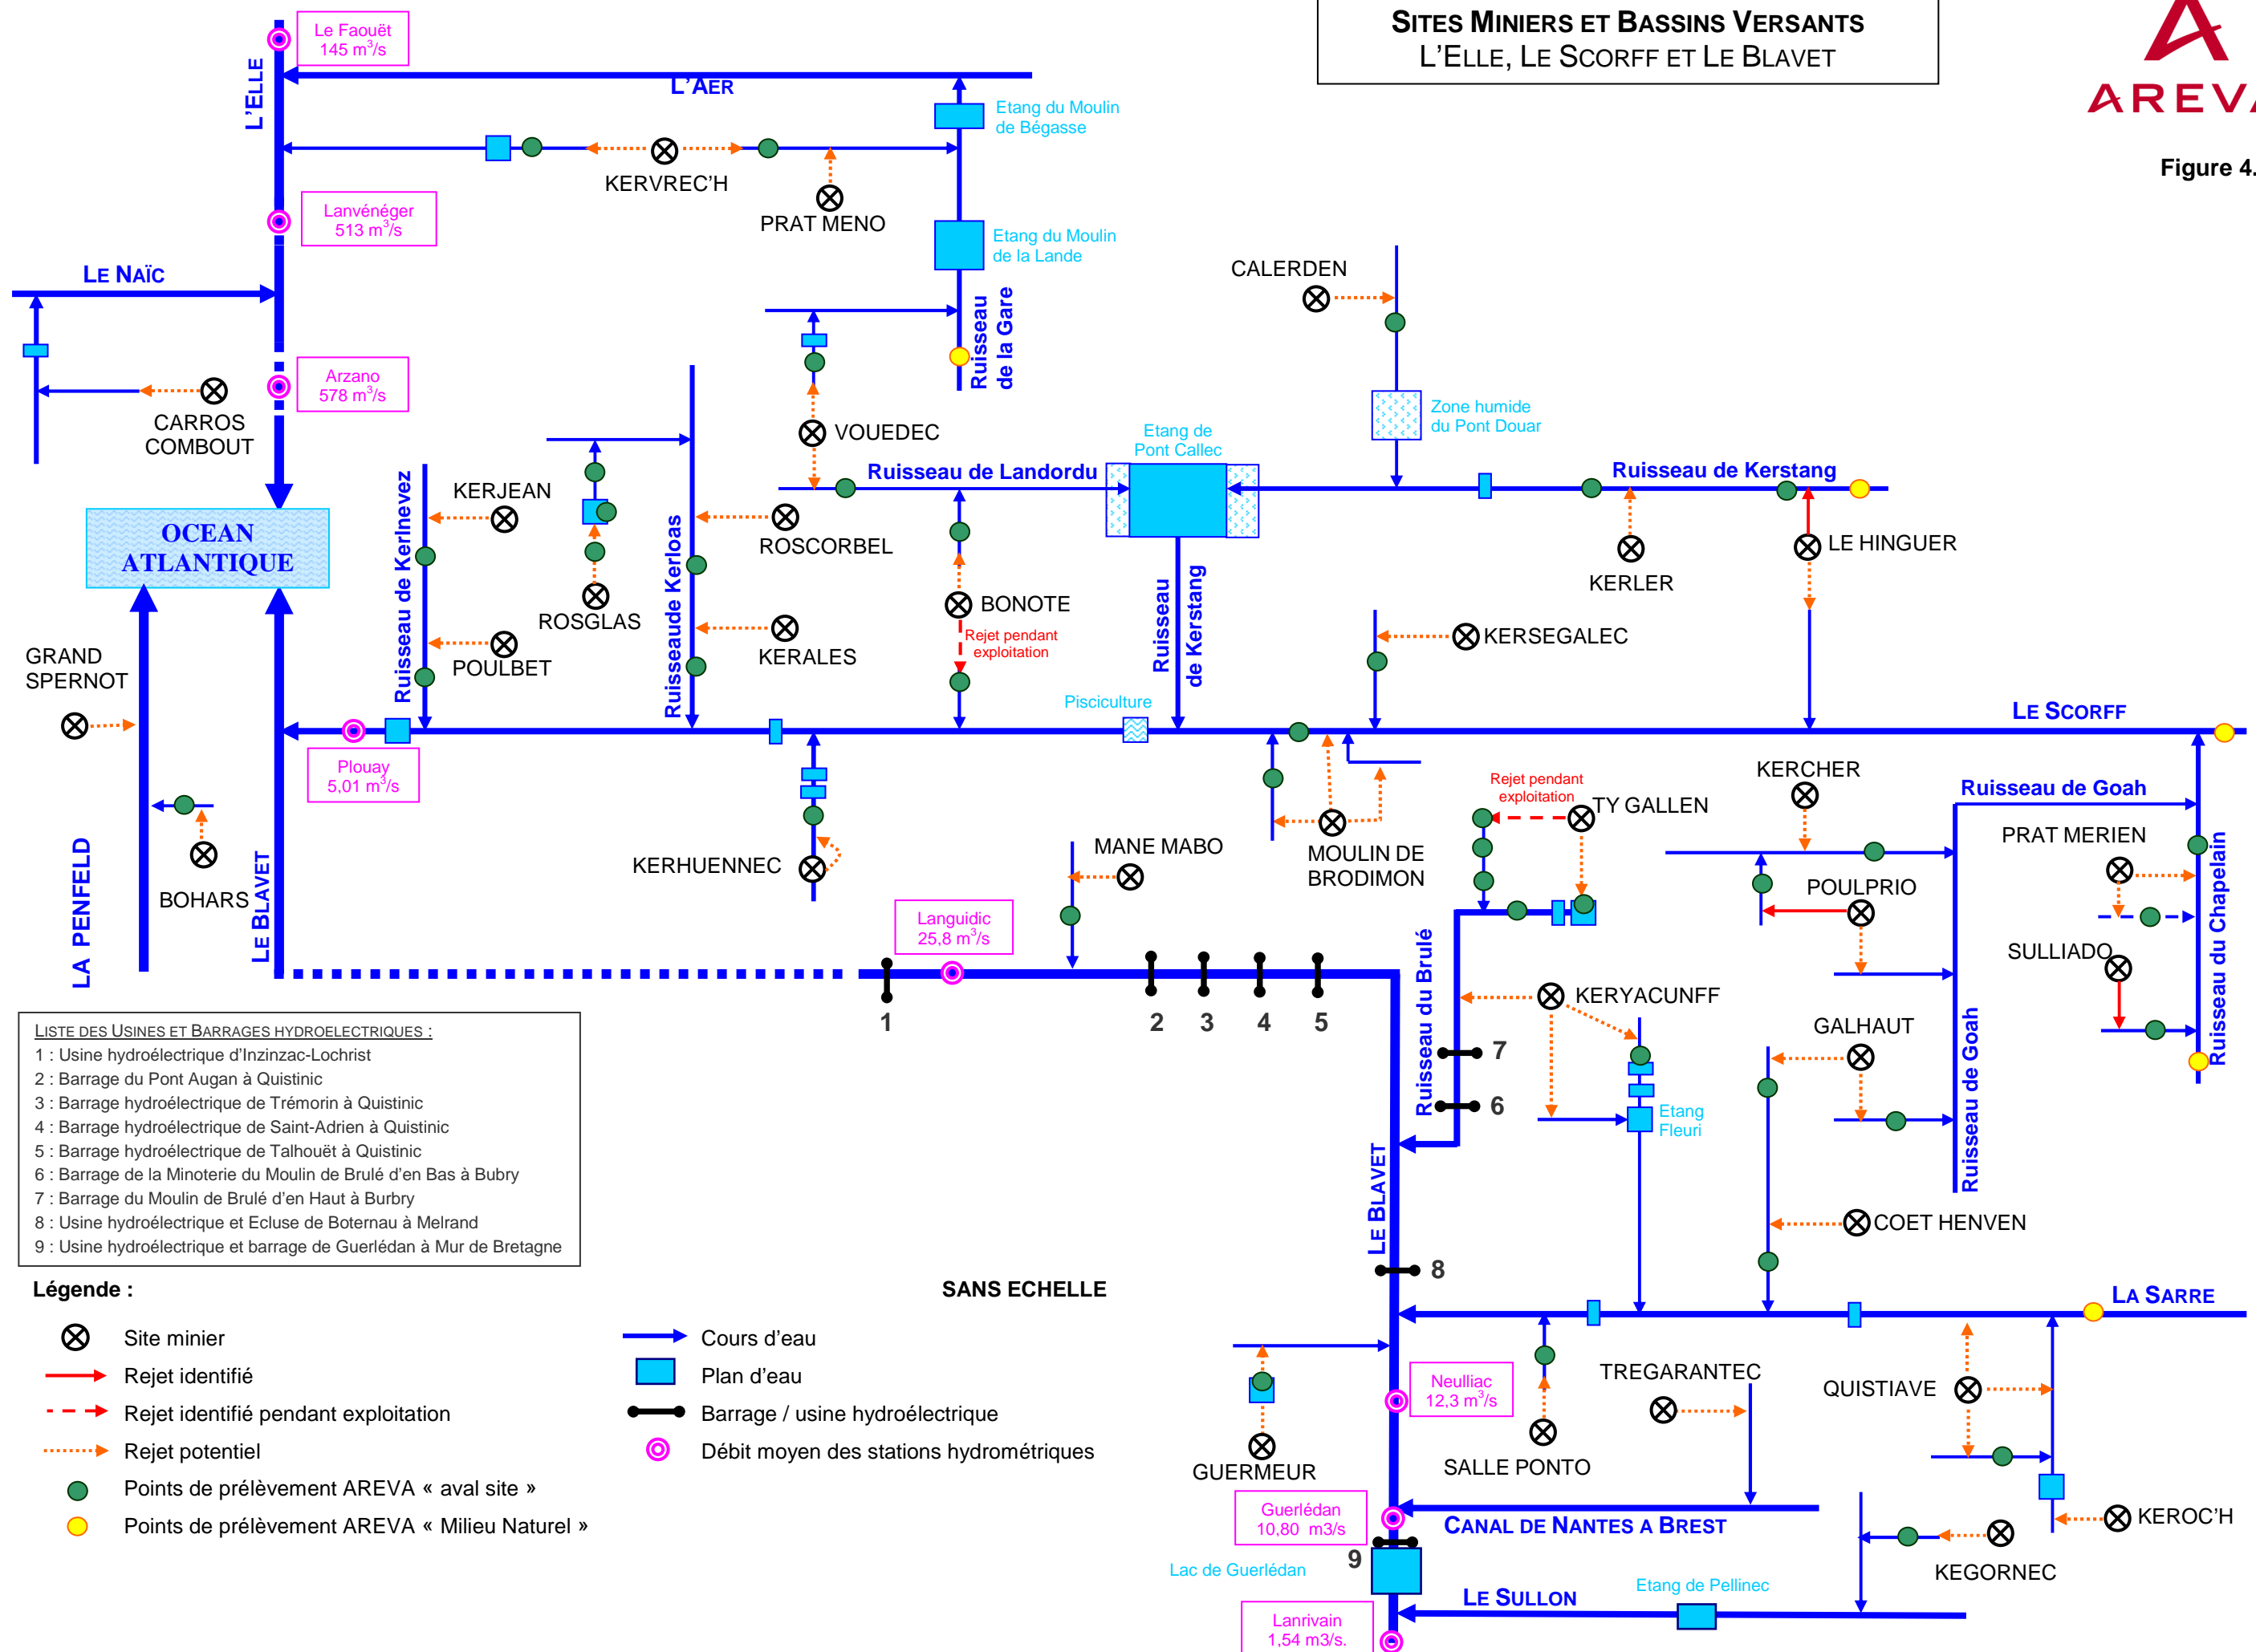 SITES MINIERS ET BASSINS VERSANTS
L'ELLE, LE SCORFF ET LE BLAVET
AREVA
Figure 4.
Le Faouët
145 m³/s
L'ELLE
L'AER
Etang du Moulin
de Bégasse
KERVREC'H
PRAT MENO
Lanvénéger
513 m³/s
Etang du Moulin
de la Lande
LE NAÏC
CALERDEN
Ruisseau
de la Gare
Arzano
578 m³/s
CARROS
COMBOUT
VOUEDEC
Etang de
Pont Callec
Zone humide
du Pont Douar
Ruisseau de Landordu
Ruisseau de Kerstang
KERJEAN
Ruisseau de Kerlnevez
OCEAN
ATLANTIQUE
ROSCORBEL
Ruisseaude Kerloas
LE HINGUER
KERLER
ROSGLAS
BONOTE
Rejet pendant
exploitation
Ruisseau
de Kerstang
KERSEGALEC
KERALES
POULBET
GRAND
SPERNOT
Pisciculture
LE SCORFF
Plouay
5,01 m³/s
KERCHER
Ruisseau de Goah
Rejet pendant
exploitation
TY GALLEN
PRAT MERIEN
MANE MABO
MOULIN DE
BRODIMON
KERHUENNEC
POULPRIO
BOHARS
LA PENFELD
LE BLAVET
Languidic
25,8 m³/s
Ruisseau du Brulé
SULLIADO
Ruisseau du Chapelain
KERYACUNFF
1
2
3
4
5
GALHAUT
7
6
Etang
Fleuri
Ruisseau de Goah
COET HENVEN
LE BLAVET
8
LISTE DES USINES ET BARRAGES HYDROELECTRIQUES :
1 : Usine hydroélectrique d'Inzinzac-Lochrist
2 : Barrage du Pont Augan à Quistinic
3 : Barrage hydroélectrique de Trémorin à Quistinic
4 : Barrage hydroélectrique de Saint-Adrien à Quistinic
5 : Barrage hydroélectrique de Talhouët à Quistinic
6 : Barrage de la Minoterie du Moulin de Brulé d'en Bas à Bubry
7 : Barrage du Moulin de Brulé d'en Haut à Burbry
8 : Usine hydroélectrique et Ecluse de Boternau à Melrand
9 : Usine hydroélectrique et barrage de Guerlédan à Mur de Bretagne
LA SARRE
Neulliac
12,3 m³/s
TREGARANTEC
QUISTIAVE
GUERMEUR
SALLE PONTO
Guerlédan
10,80 m3/s
CANAL DE NANTES A BREST
KEROC'H
9
Lac de Guerlédan
KEGORNEC
Etang de Pellinec
LE SULLON
Lanrivain
1,54 m3/s.
Légende :
SANS ECHELLE
Site minier
Rejet identifié
Rejet identifié pendant exploitation
Rejet potentiel
Points de prélèvement AREVA « aval site »
Points de prélèvement AREVA « Milieu Naturel »
Cours d'eau
Plan d'eau
Barrage / usine hydroélectrique
Débit moyen des stations hydrométriques